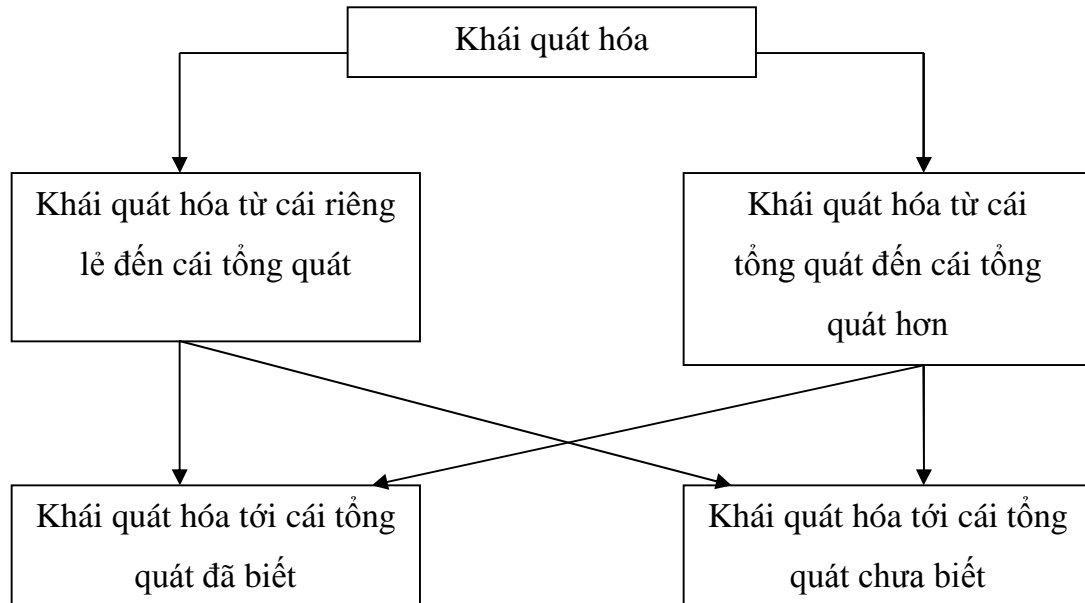 Khái quát hóa
Khái quát hóa từ cái riêng
lẻ đến cái tổng quát
Khái quát hóa từ cái
tổng quát đến cái tổng
quát hơn
Khái quát hóa tới cái tổng
quát đã biết
Khái quát hóa tới cái tổng
quát chưa biết